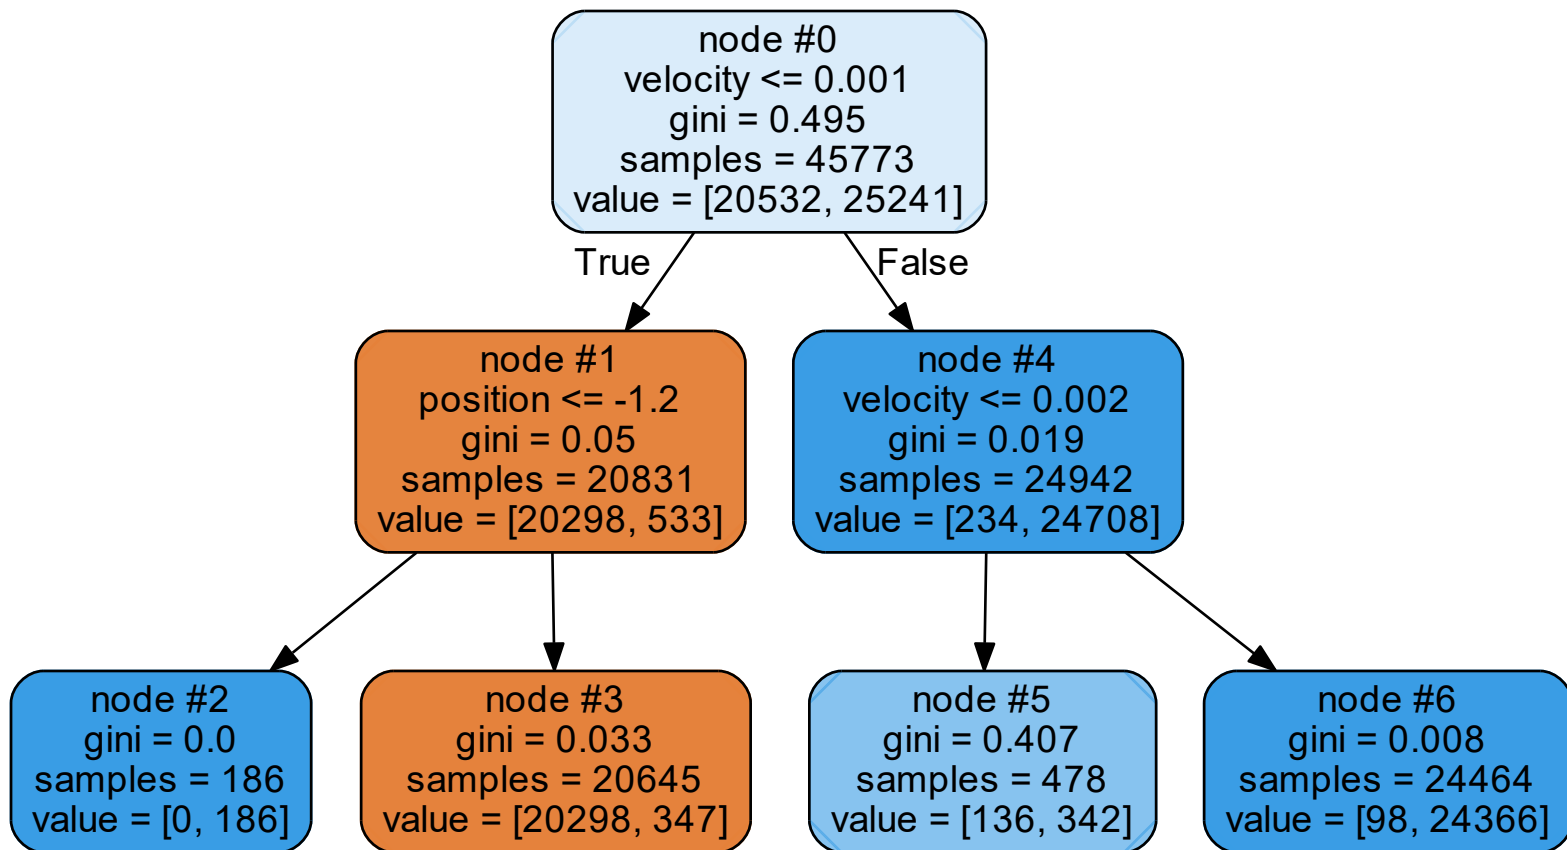 node #0
velocity <= 0.001
gini = 0.495
samples = 45773
value = [20532, 25241]
True
False
node #1
position <= -1.2
gini = 0.05
samples = 20831
value = [20298, 533]
node #4
velocity <= 0.002
gini = 0.019
samples = 24942
value = [234, 24708]
node #2
gini = 0.0
samples = 186
value = [0, 186]
node #3
gini = 0.033
samples = 20645
value = [20298, 347]
node #5
gini = 0.407
samples = 478
value = [136, 342]
node #6
gini = 0.008
samples = 24464
value = [98, 24366]